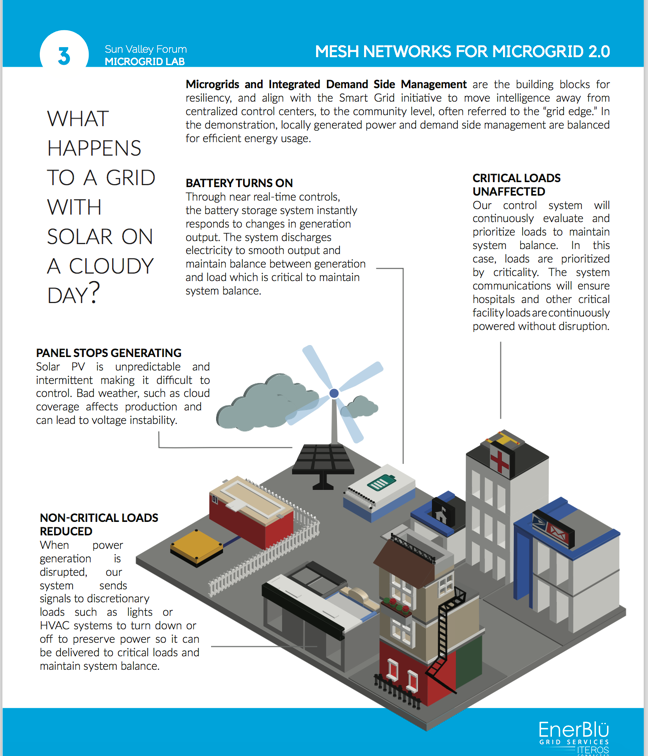 3
Sun Valley Forum
MICROGRID LAB
MESH NETWORKS FOR MICROGRID 2.0
WHAT
HAPPENS
TO A GRID
WITH
SOLAR ON
A CLOUDY
DAY?
Microgrids and Integrated Demand Side Management are the building blocks for
resiliency, and align with the Smart Grid initiative to move intelligence away from
centralized control centers, to the community level, often referred to the “grid edge.” In
the demonstration, locally generated power and demand side management are balanced
for efficient energy usage.
BATTERY TURNS ON
Through near real-time controls,
the battery storage system instantly
responds to changes in generation
output. The system discharges
electricity to smooth output and
maintain balance between generation
and load which is critical to maintain
system balance.
CRITICAL LOADS
UNAFFECTED
Our control system will
continuously evaluate and
prioritize loads to maintain
system balance. In this
case, loads are prioritized
by criticality. The system
communications will ensure
hospitals and other critical
facility loads are continuously
powered without disruption.
PANEL STOPS GENERATING
Solar PV is unpredictable and
intermittent making it difficult to
control. Bad weather, such as cloud
coverage affects production and
can lead to voltage instability.
NON-CRITICAL LOADS
REDUCED
When power
generation is
disrupted, our
system sends
signals to discretionary
loads such as lights or
HVAC systems to turn down or
off to preserve power so it can
be delivered to critical loads and
maintain system balance.
EnerBlü
GRID SERVICES
ITEROS